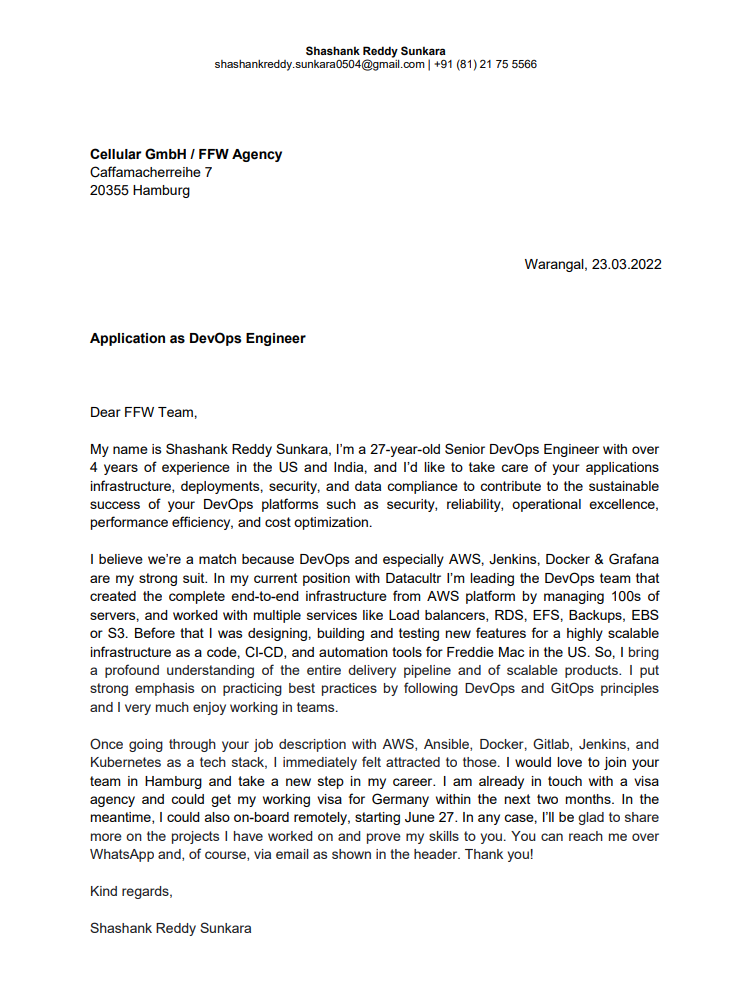 Shashank Reddy Sunkara
shashankreddy.sunkara0504@gmail.com | +91 (81) 21 75 5566
Cellular GmbH / FFW Agency
Caffamacherreihe 7
20355 Hamburg
Warangal, 23.03.2022
Application as DevOps Engineer
Dear FFW Team,
My name is Shashank Reddy Sunkara, I’m a 27-year-old Senior DevOps Engineer with over
4 years of experience in the US and India, and I’d like to take care of your applications
infrastructure, deployments, security, and data compliance to contribute to the sustainable
success of your DevOps platforms such as security, reliability, operational excellence,
performance efficiency, and cost optimization.
I believe we’re a match because DevOps and especially AWS, Jenkins, Docker & Grafana
are my strong suit. In my current position with Datacultr I’m leading the DevOps team that
created the complete end-to-end infrastructure from AWS platform by managing 100s of
servers, and worked with multiple services like Load balancers, RDS, EFS, Backups, EBS
or S3. Before that I was designing, building and testing new features for a highly scalable
infrastructure as a code, CI-CD, and automation tools for Freddie Mac in the US. So, I bring
a profound understanding of the entire delivery pipeline and of scalable products. I put
strong emphasis on practicing best practices by following DevOps and GitOps principles
and I very much enjoy working in teams.
Once going through your job description with AWS, Ansible, Docker, Gitlab, Jenkins, and
Kubernetes as a tech stack, I immediately felt attracted to those. I would love to join your
team in Hamburg and take a new step in my career. I am already in touch with a visa
agency and could get my working visa for Germany within the next two months. In the
meantime, I could also on-board remotely, starting June 27. In any case, I’ll be glad to share
more on the projects I have worked on and prove my skills to you. You can reach me over
WhatsApp and, of course, via email as shown in the header. Thank you!
Kind regards,
Shashank Reddy Sunkara